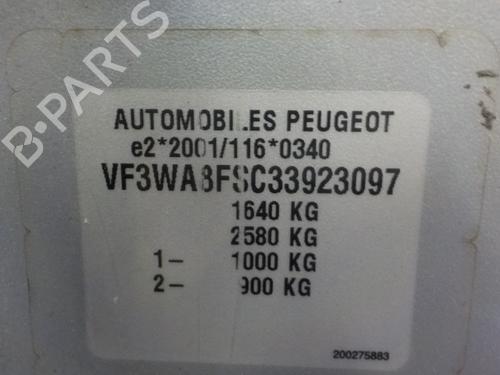 B-PARTS
AUTOMOBILES PEUGEOT
e2*2001/116*0340
VF3WA8FSC33923097
1640 KG
2580 KG
1- 1000 KG
2- 900 KG
200275883